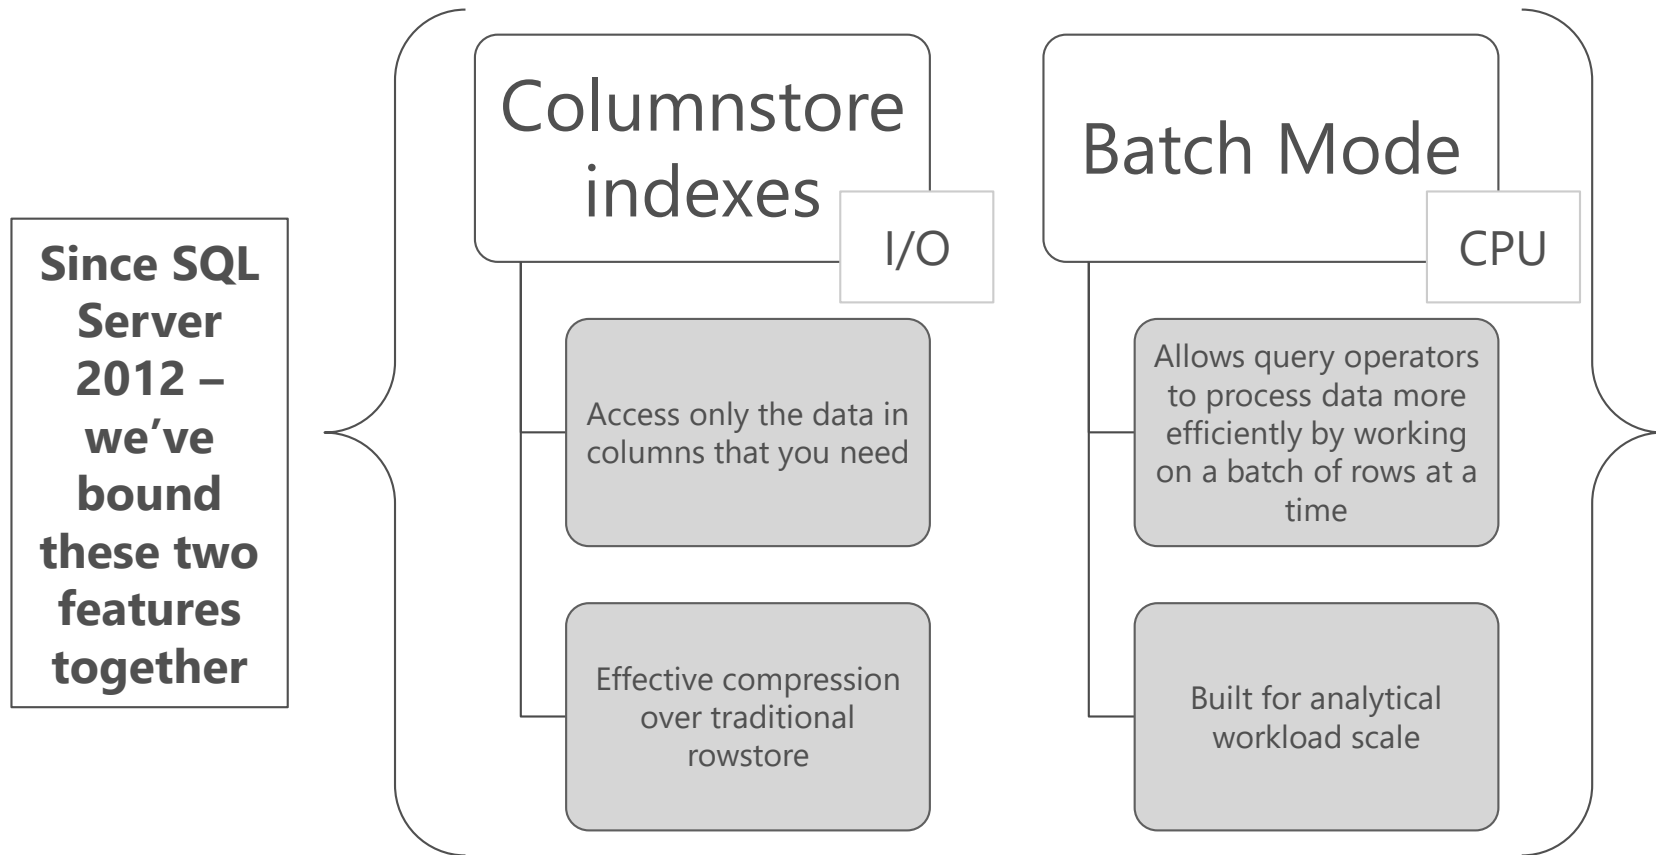 Since SQL
Server
2012 –
we’ve
bound
these two
features
together
Columnstore
indexes
I/O
Access only the data in
columns that you need
Effective compression
over traditional
rowstore
Batch Mode
CPU
Allows query operators
to process data more
efficiently by working
on a batch of rows at a
time
Built for analytical
workload scale